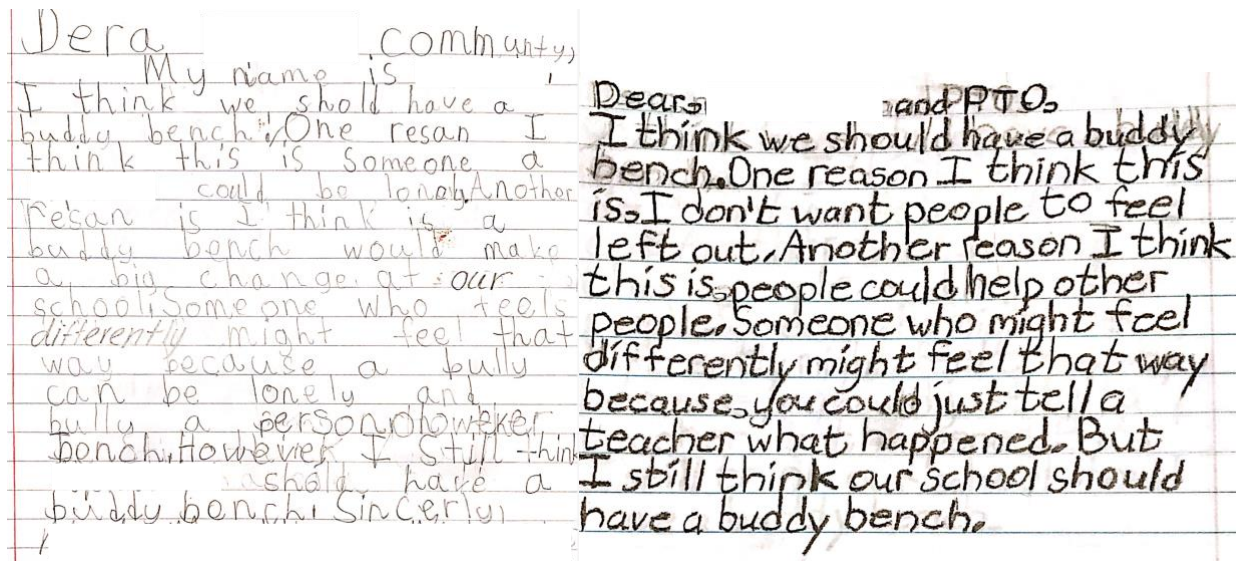 Dera communty,
My name is
I think we shold have a
buddy bench. One resan I
think this is Someone a
could be lonely. Another
resan is I think is a
buddy bench would make
a big change at our
school. Someone who feels
differently might feel that
way because a bully
can be lonely and
bully a person
bench. However, I still think
shold have a
buddy bench. Sincerly,
Dear, and PTO,
I think we should have a buddy
bench. One reason I think this
is, I don't want people to feel
left out. Another reason I think
this is, people could help other
people. Someone who might feel
differently might feel that way
because, you could just tell a
teacher what happened. But
I still think our school should
have a buddy bench.